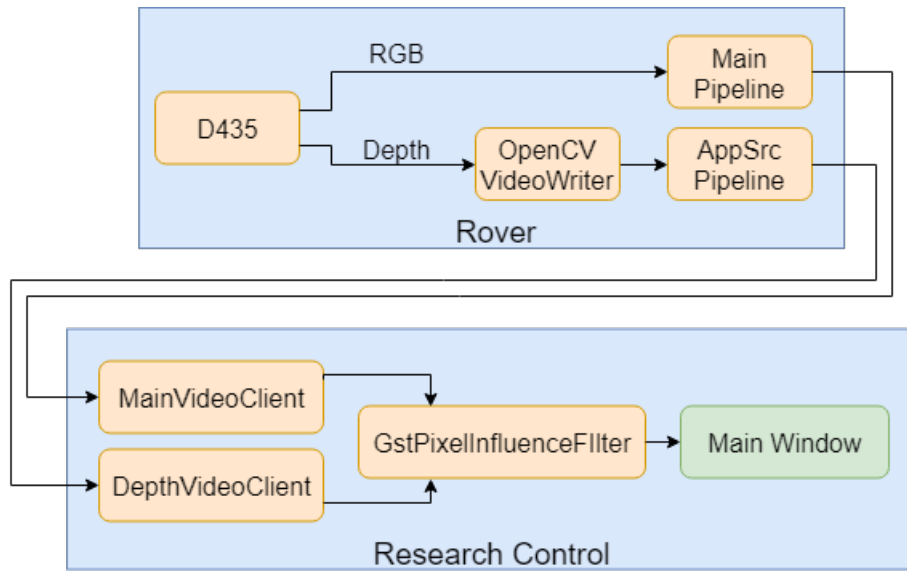 RGB
Main
Pipeline
D435
Depth
OpenCV
VideoWriter
AppSrc
Pipeline
Rover
MainVideoClient
GstPixelInfluenceFIlter
Main Window
DepthVideoClient
Research Control